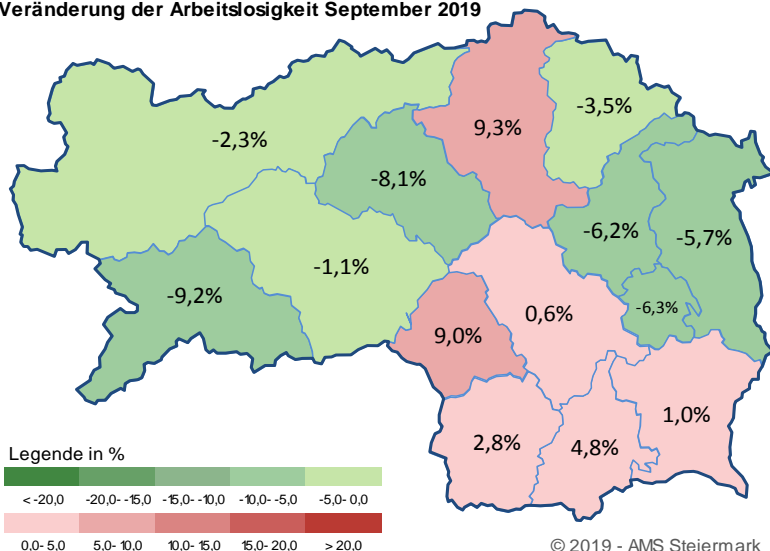 Veränderung der Arbeitslosigkeit September 2019
9,3%
-3,5%
-2,3%
-8,1%
-6,2%
-5,7%
-1,1%
-9,2%
-6,3%
0,6%
9,0%
1,0%
2,8%
4,8%
Legende in %
< -20,0 -20,0- -15,0 -15,0- -10,0 -10,0- -5,0 -5,0- 0,0
0,0- 5,0 5,0- 10,0 10,0- 15,0 15,0- 20,0 > 20,0
© 2019 - AMS Steiermark